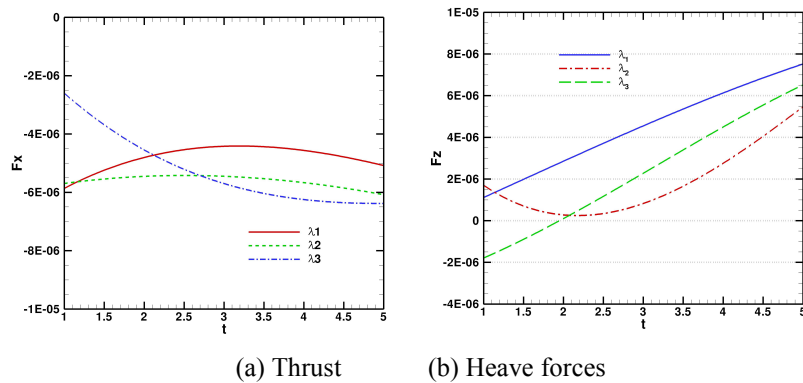 0
-2E-06
-4E-06
-6E-06
-8E-06
-1E-05
Fx
1 1.5 2 2.5 3 3.5 4 4.5 5
t
λ1
λ2
λ3
1E-05
8E-06
6E-06
4E-06
2E-06
0
-2E-06
-4E-06
Fz
1 1.5 2 2.5 3 3.5 4 4.5 5
t
λ1
λ2
λ3
(a) Thrust (b) Heave forces